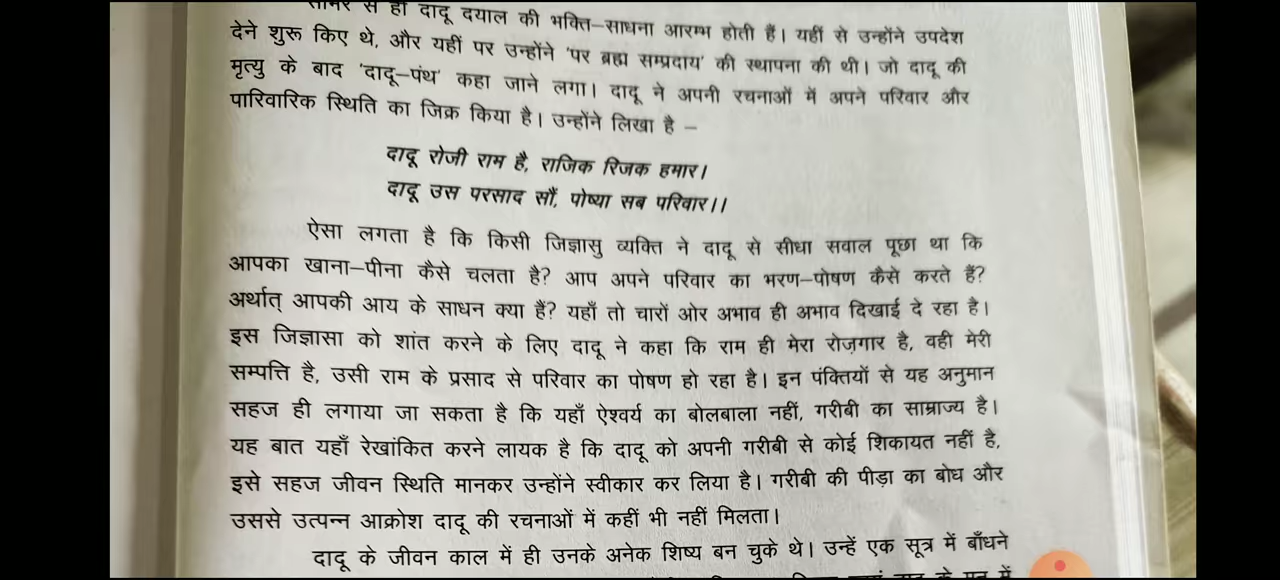 से ही दादू दयाल की भक्ति–साधना आरम्भ होती हैं। यहीं से उन्होंने उपदेश
देने शुरू किए थे, और यहीं पर उन्होंने 'पर ब्रह्म सम्प्रदाय' की स्थापना की थी। जो दादू की
मृत्यु के बाद 'दादू–पंथ' कहा जाने लगा। दादू ने अपनी रचनाओं में अपने परिवार और
पारिवारिक स्थिति का जिक्र किया है। उन्होंने लिखा है –
दादू रोजी राम है, राजिक रिजक हमार।
दादू उस परसाद सौं, पोष्या सब परिवार।।
ऐसा लगता है कि किसी जिज्ञासु व्यक्ति ने दादू से सीधा सवाल पूछा था कि
आपका खाना–पीना कैसे चलता है? आप अपने परिवार का भरण–पोषण कैसे करते हैं?
अर्थात् आपकी आय के साधन क्या हैं? यहाँ तो चारों ओर अभाव ही अभाव दिखाई दे रहा है।
इस जिज्ञासा को शांत करने के लिए दादू ने कहा कि राम ही मेरा रोज़गार है, वही मेरी
सम्पत्ति है, उसी राम के प्रसाद से परिवार का पोषण हो रहा है। इन पंक्तियों से यह अनुमान
सहज ही लगाया जा सकता है कि यहाँ ऐश्वर्य का बोलबाला नहीं, गरीबी का साम्राज्य है।
यह बात यहाँ रेखांकित करने लायक है कि दादू को अपनी गरीबी से कोई शिकायत नहीं है,
इसे सहज जीवन स्थिति मानकर उन्होंने स्वीकार कर लिया है। गरीबी की पीड़ा का बोध और
उससे उत्पन्न आक्रोश दादू की रचनाओं में कहीं भी नहीं मिलता।
दादू के जीवन काल में ही उनके अनेक शिष्य बन चुके थे। उन्हें एक सूत्र में बाँधने